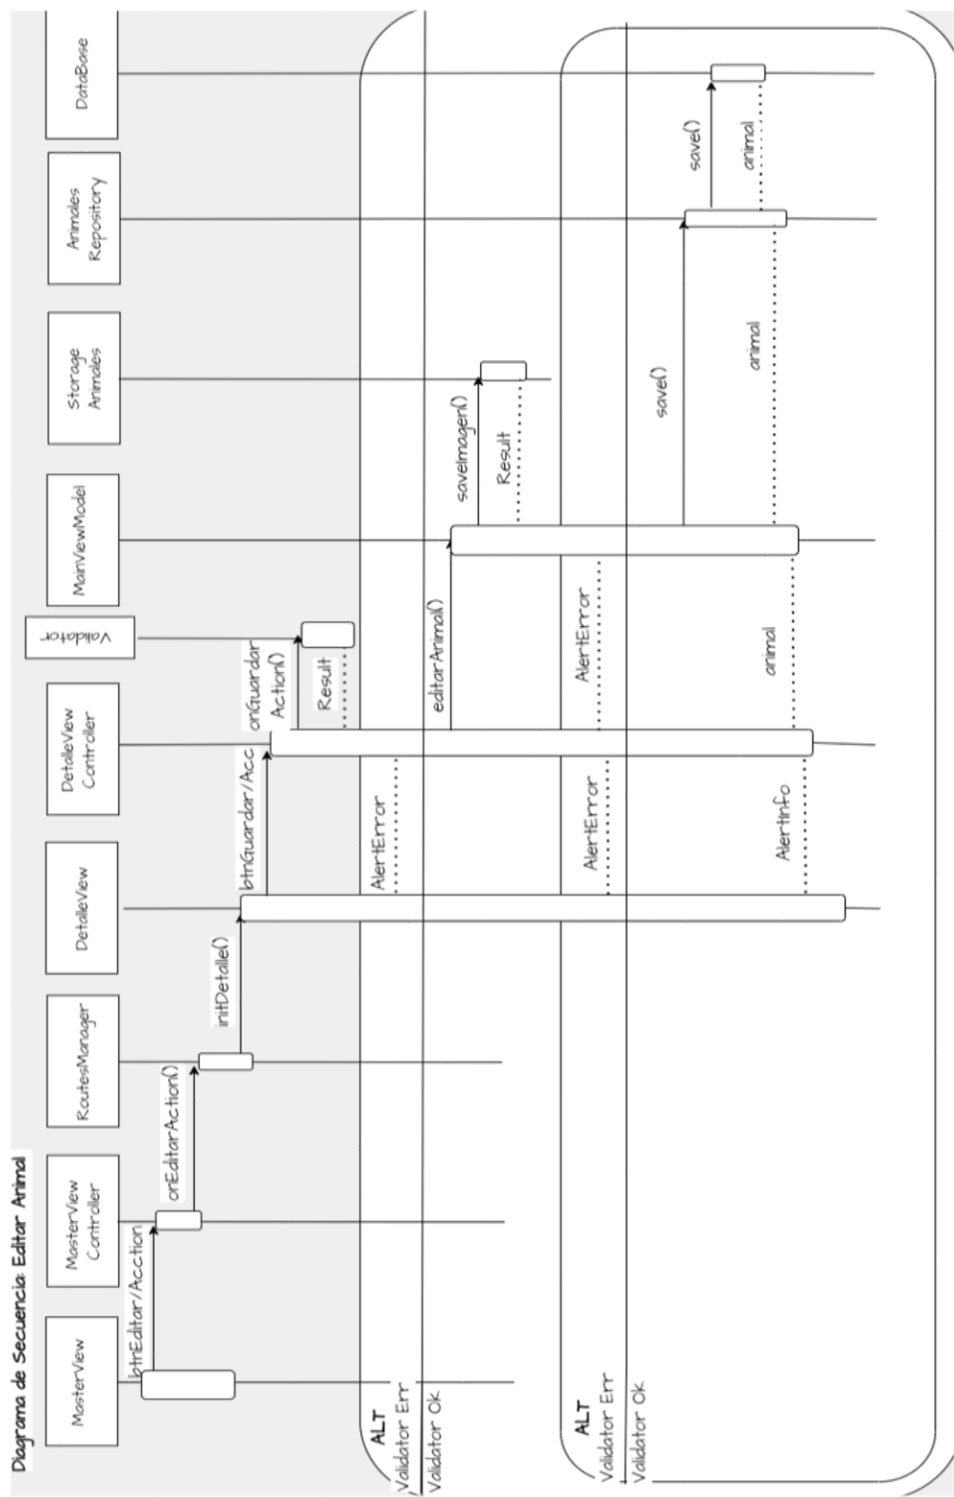 Diagrama de Secuencia: Editar Animal
MasterView
MasterView
Controller
RoutesManager
DetalleView
DetalleView
Controller
Validator
MainViewModel
Storage
Animales
Animales
Repository
DataBase
btnEditar/Acction
onEditarAction()
initDetalle()
btnGuardar/Acc
onGuardar
Action()
Result
ALT
Validator Err
AlertError
Validator Ok
editarAnimal()
saveImagen()
Result
ALT
Validator Err
AlertError
AlertError
Validator Ok
save()
save()
animal
animal
animal
AlertInfo